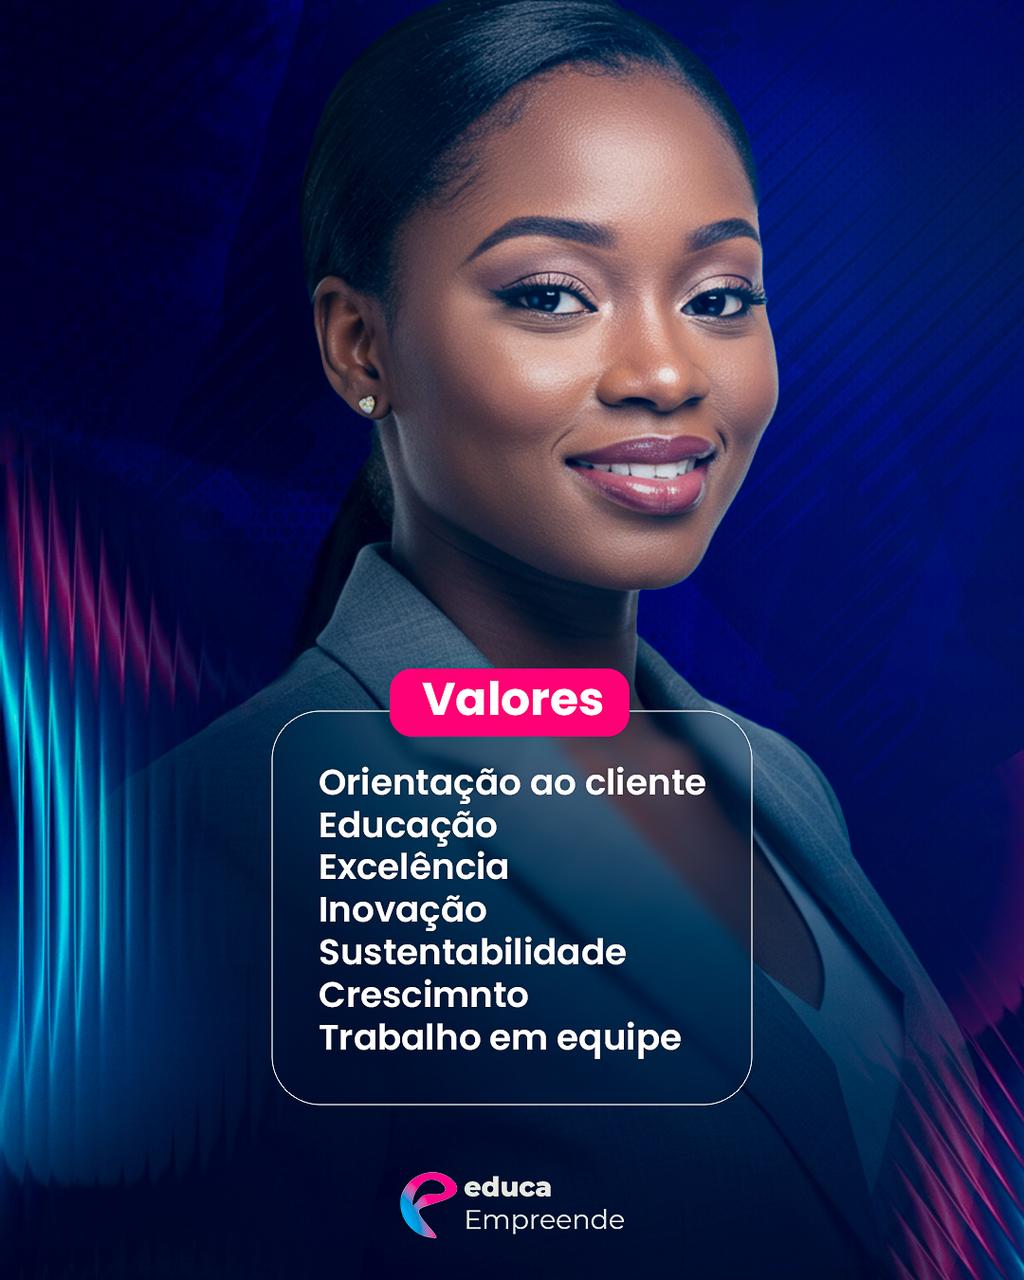 Valores
Orientação ao cliente
Educação
Excelência
Inovação
Sustentabilidade
Crescimnto
Trabalho em equipe
educa
Empreende